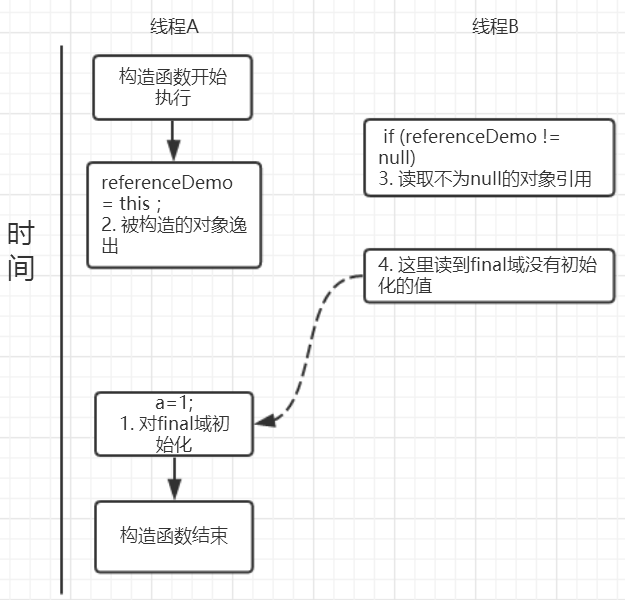 线程A
线程B
构造函数开始
执行
if (referenceDemo !=
null)
3. 读取不为null的对象引用
referenceDemo
= this ;
2. 被构造的对象逸
出
时
间
4. 这里读到final域没有初始
化的值
a=1;
1. 对final域初
始化
构造函数结束